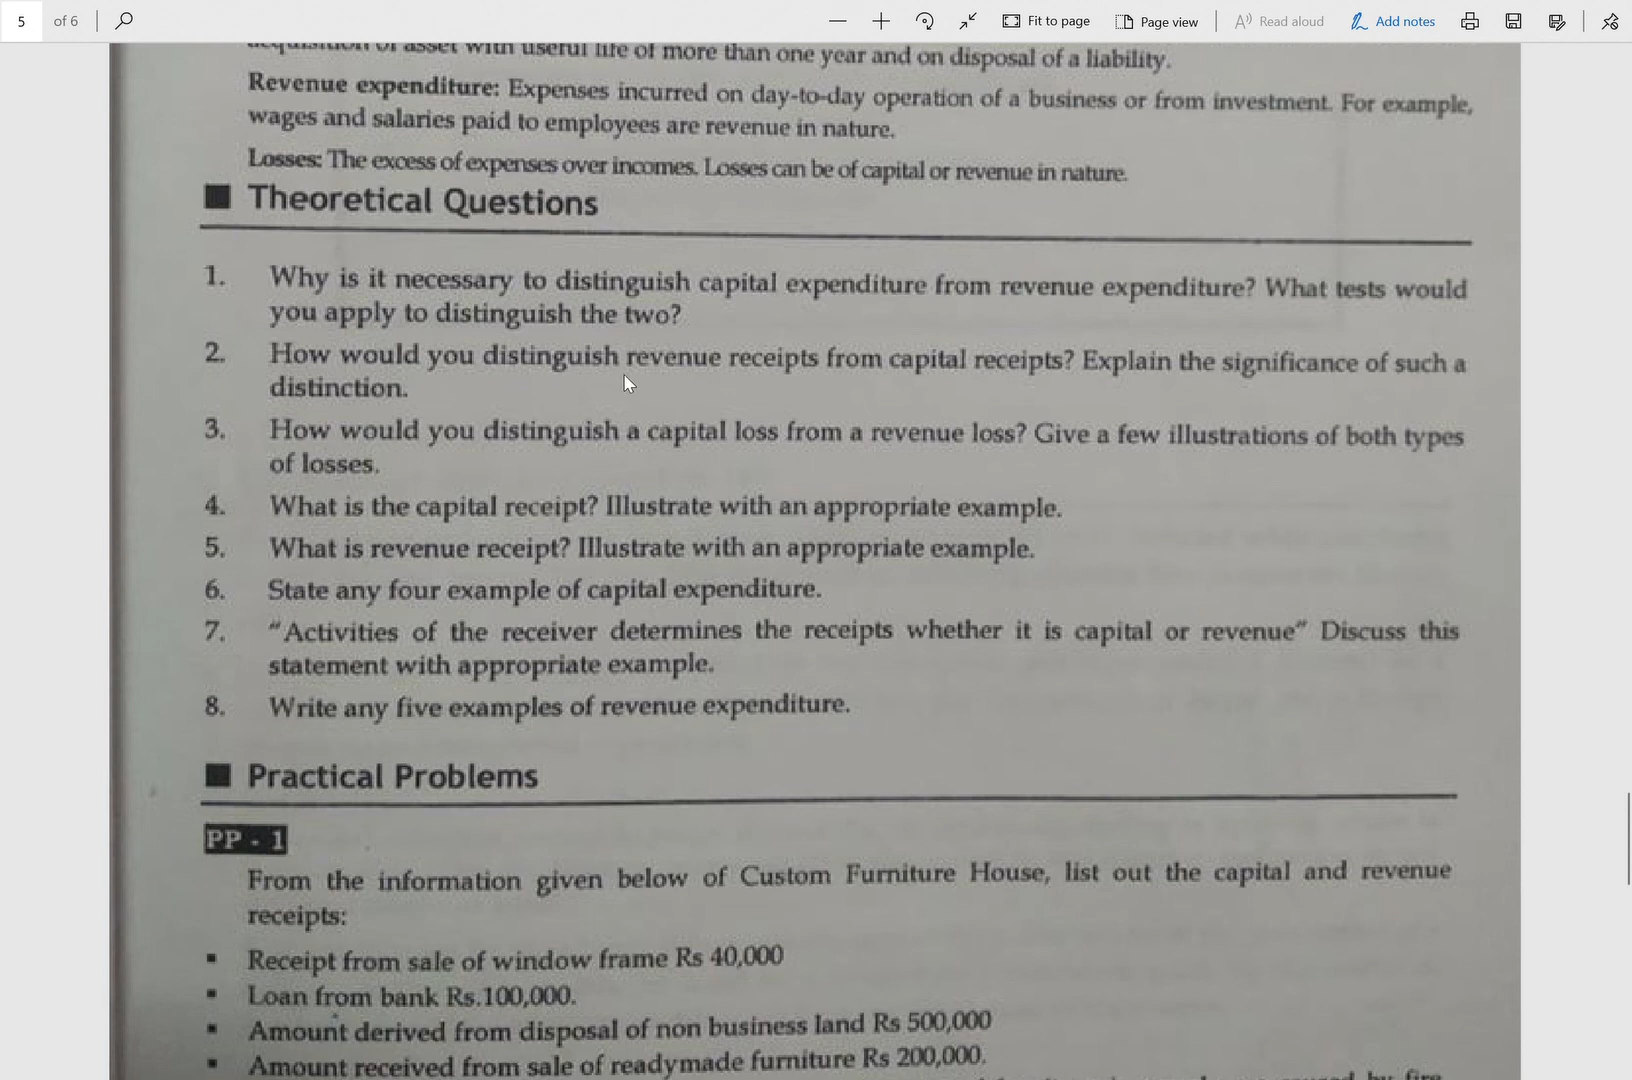 5 of 6
Fit to page
Page view
Read aloud
Add notes
acquisition of asset with useful life of more than one year and on disposal of a liability.
Revenue expenditure: Expenses incurred on day-to-day operation of a business or from investment. For example,
wages and salaries paid to employees are revenue in nature.
Losses: The excess of expenses over incomes. Losses can be of capital or revenue in nature.
■ Theoretical Questions
1. Why is it necessary to distinguish capital expenditure from revenue expenditure? What tests would
you apply to distinguish the two?
2. How would you distinguish revenue receipts from capital receipts? Explain the significance of such a
distinction.
3. How would you distinguish a capital loss from a revenue loss? Give a few illustrations of both types
of losses.
4. What is the capital receipt? Illustrate with an appropriate example.
5. What is revenue receipt? Illustrate with an appropriate example.
6. State any four example of capital expenditure.
7. "Activities of the receiver determines the receipts whether it is capital or revenue" Discuss this
statement with appropriate example.
8. Write any five examples of revenue expenditure.
■ Practical Problems
PP - 1
From the information given below of Custom Furniture House, list out the capital and revenue
receipts:
▪ Receipt from sale of window frame Rs 40,000
▪ Loan from bank Rs.100,000.
▪ Amount derived from disposal of non business land Rs 500,000
▪ Amount received from sale of readymade furniture Rs 200,000.
by fire